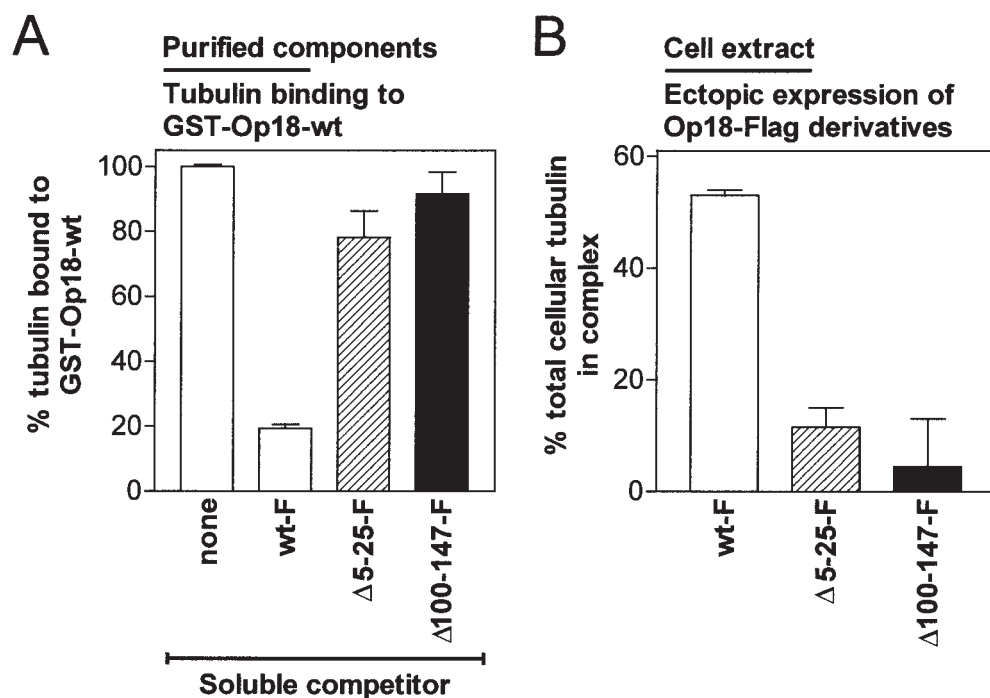 A
Purified components
Tubulin binding to
GST-Op18-wt
% tubulin bound to
GST-Op18-wt
100
80
60
40
20
0
none
wt-F
Δ5-25-F
Δ100-147-F
Soluble competitor
B
Cell extract
Ectopic expression of
Op18-Flag derivatives
% total cellular tubulin
in complex
60
40
20
0
wt-F
Δ5-25-F
Δ100-147-F